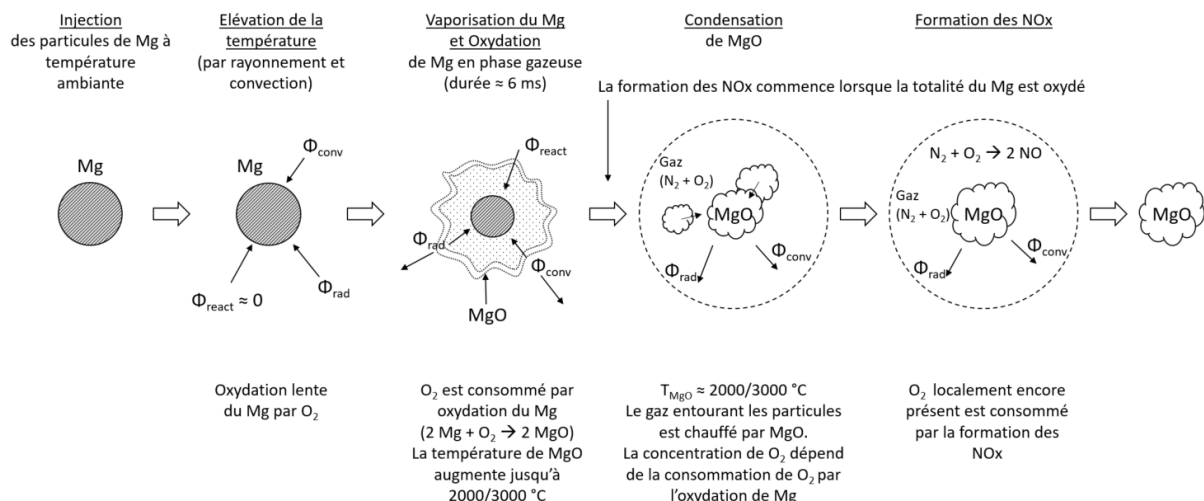 Injection
des particules de Mg à
température
ambiante
Elévation de la
température
(par rayonnement et
convection)
Vaporisation du Mg
et Oxydation
de Mg en phase gazeuse
(durée ≈ 6 ms)
Condensation
de MgO
Formation des NOx
La formation des NOx commence lorsque la totalité du Mg est oxydé
Mg
Mg
Φconv
Φreact ≈ 0
Φrad
Φreact
Φrad
Φconv
MgO
Gaz
(N₂ + O₂)
MgO
Φrad
Φconv
N₂ + O₂ → 2 NO
Gaz
(N₂ + O₂)
MgO
Φrad
Φconv
MgO
Oxydation lente
du Mg par O₂
O₂ est consommé par
oxydation du Mg
(2 Mg + O₂ → 2 MgO)
La température de MgO
augmente jusqu'à
2000/3000 °C
TMgO ≈ 2000/3000 °C
Le gaz entourant les particules
est chauffé par MgO.
La concentration de O₂ dépend
de la consommation de O₂ par
l'oxydation de Mg
O₂ localement encore
présent est consommé
par la formation des
NOx